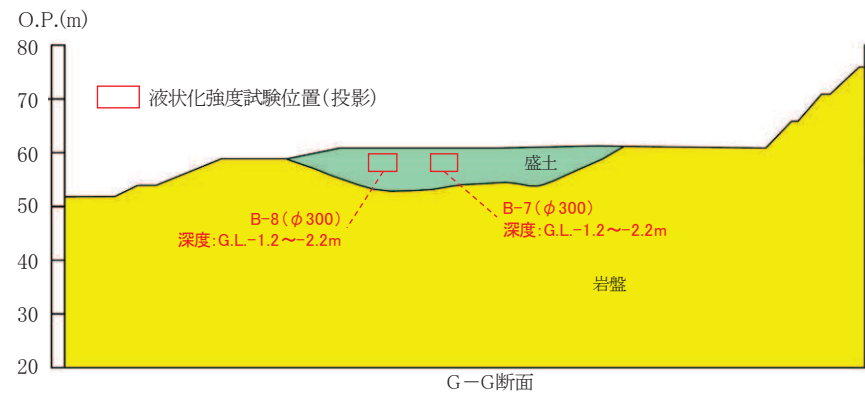 O.P.(m)
80
70
60
50
40
30
20
液状化強度試験位置(投影)
盛土
B-8(φ300)
深度:G.L.-1.2～-2.2m
B-7(φ300)
深度:G.L.-1.2～-2.2m
岩盤
G－G断面